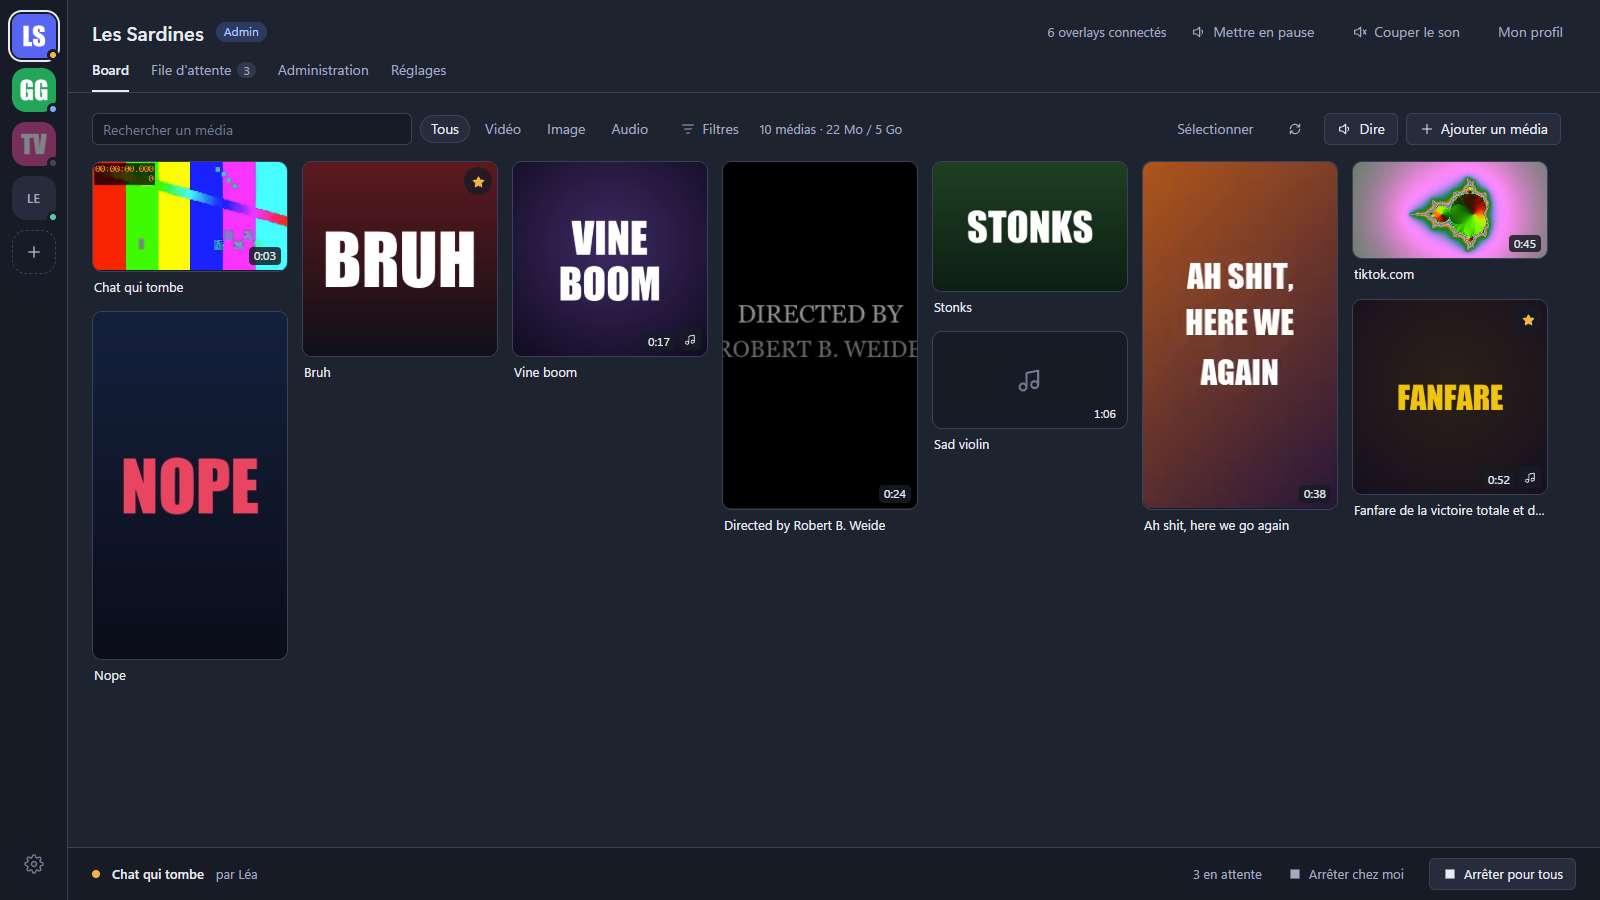 LS
Les Sardines
Admin
6 overlays connectés
Mettre en pause
Couper le son
Mon profil
GG
Board
File d'attente
3
Administration
Réglages
TV
Rechercher un média
Tous
Vidéo
Image
Audio
Filtres
10 médias · 22 Mo / 5 Go
Sélectionner
Dire
Ajouter un média
LE
00:00:00.000
0
0:03
Chat qui tombe
BRUH
Bruh
VINE
BOOM
0:17
Vine boom
DIRECTED BY
ROBERT B. WEIDE
0:24
Directed by Robert B. Weide
STONKS
Stonks
1:06
Sad violin
AH SHIT,
HERE WE
AGAIN
0:38
Ah shit, here we go again
0:45
tiktok.com
FANFARE
0:52
Fanfare de la victoire totale et d...
NOPE
Nope
Chat qui tombe
par Léa
3 en attente
Arrêter chez moi
Arrêter pour tous